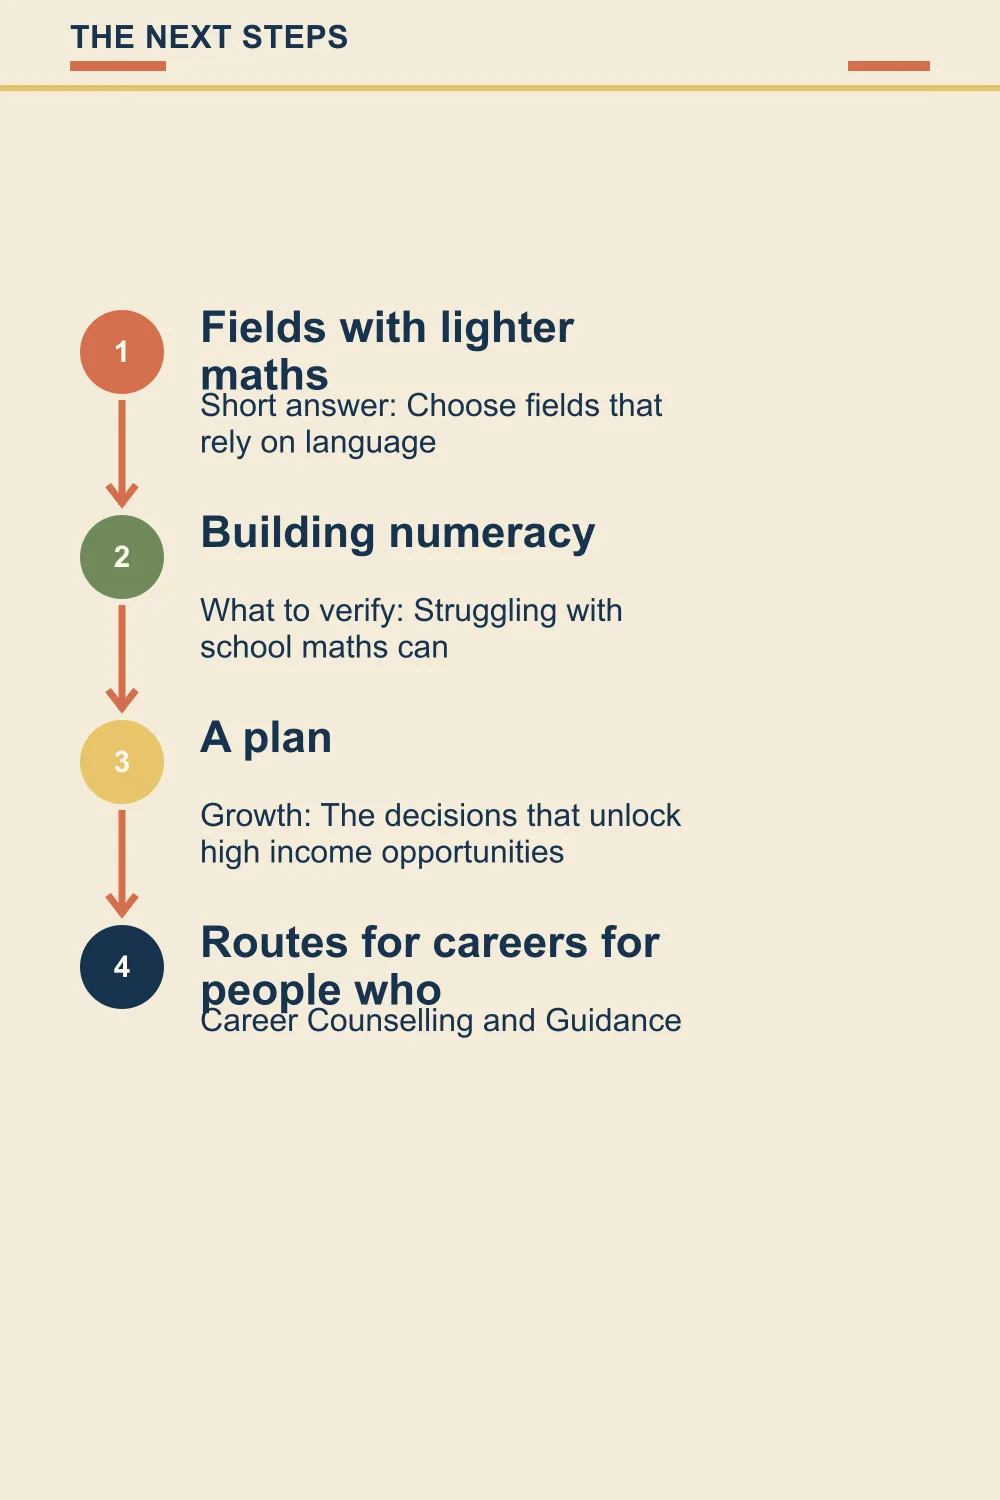 THE NEXT STEPS
1
Fields with lighter
maths
Short answer: Choose fields that
rely on language
2
Building numeracy
What to verify: Struggling with
school maths can
3
A plan
Growth: The decisions that unlock
high income opportunities
4
Routes for careers for
people who
Career Counselling and Guidance